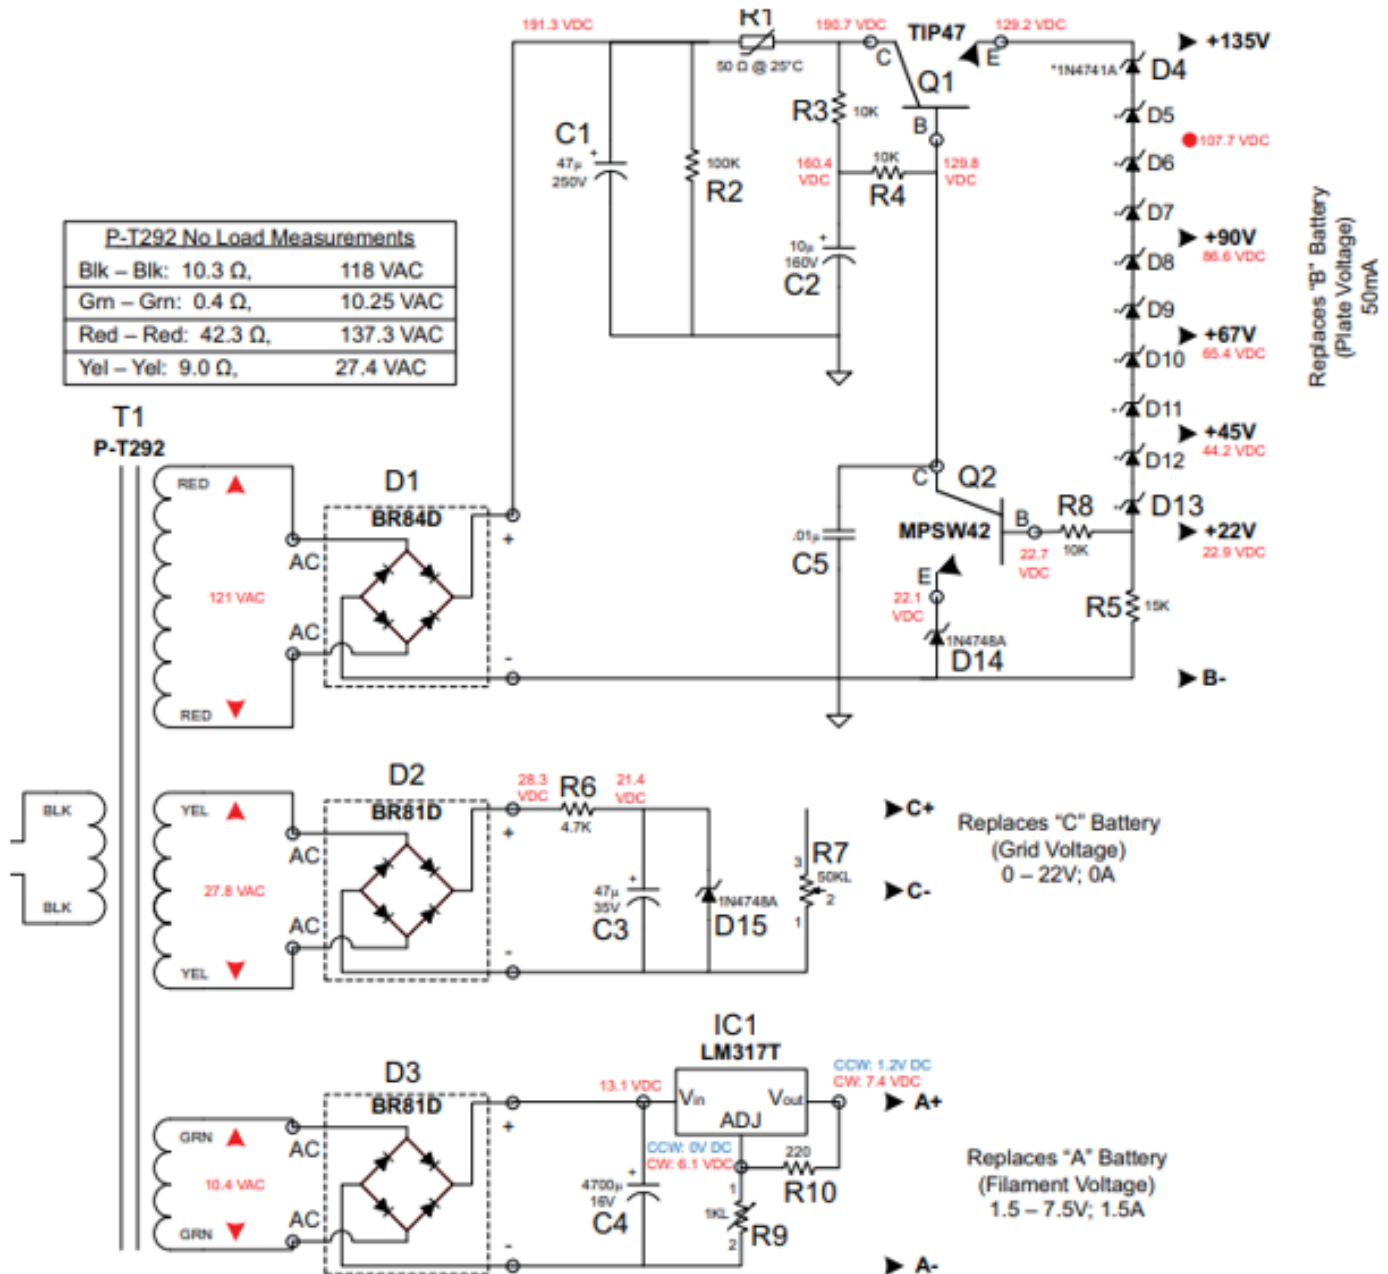 191.3 VDC
R1
50 Ω @ 25°C
190.7 VDC
TIP47
129.2 VDC
+135V
C
E
Q1
B
*1N4741A
D4
D5
107.7 VDC
D6
D7
+90V
86.6 VDC
D8
D9
+67V
65.4 VDC
D10
D11
+45V
44.2 VDC
D12
D13
+22V
22.9 VDC
Replaces "B" Battery
(Plate Voltage)
50mA
C1
+
47µ
250V
100K
R2
R3
10K
160.4
VDC
10K
R4
129.8
VDC
+
10µ
160V
C2
P-T292 No Load Measurements
Blk – Blk: 10.3 Ω, 118 VAC
Grn – Grn: 0.4 Ω, 10.25 VAC
Red – Red: 42.3 Ω, 137.3 VAC
Yel – Yel: 9.0 Ω, 27.4 VAC
T1
P-T292
RED
121 VAC
RED
AC
AC
D1
BR84D
+
-
C
Q2
MPSW42
B
E
22.7
VDC
R8
10K
.01µ
C5
22.1
VDC
1N4748A
D14
R5
15K
B-
BLK
BLK
YEL
27.8 VAC
YEL
AC
AC
D2
BR81D
+
-
28.3
VDC
R6
4.7K
21.4
VDC
+
47µ
35V
C3
1N4748A
D15
R7
50KL
3
2
1
C+
C-
Replaces "C" Battery
(Grid Voltage)
0 – 22V; 0A
GRN
10.4 VAC
GRN
AC
AC
D3
BR81D
+
-
13.1 VDC
IC1
LM317T
Vin
Vout
ADJ
CCW: 1.2V DC
CW: 7.4 VDC
A+
CCW: 0V DC
CW: 6.1 VDC
220
R10
+
4700µ
16V
C4
1
1KL
R9
2
A-
Replaces "A" Battery
(Filament Voltage)
1.5 – 7.5V; 1.5A